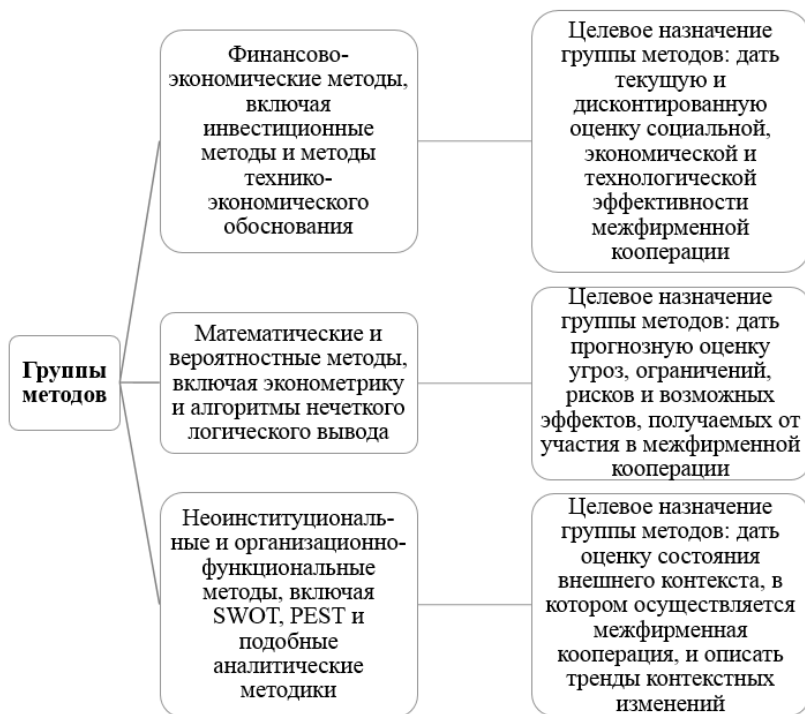 Группы
методов
Финансово-
экономические методы,
включая
инвестиционные
методы и методы
технико-
экономического
обоснования
Целевое назначение
группы методов: дать
текущую и
дисконтированную
оценку социальной,
экономической и
технологической
эффективности
межфирменной
кооперации
Математические и
вероятностные методы,
включая эконометрику
и алгоритмы нечеткого
логического вывода
Целевое назначение
группы методов: дать
прогнозную оценку
угроз, ограничений,
рисков и возможных
эффектов, получаемых от
участия в межфирменной
кооперации
Неоинституциональ-
ные и организационно-
функциональные
методы, включая
SWOT, PEST и
подобные
аналитические
методики
Целевое назначение
группы методов: дать
оценку состояния
внешнего контекста, в
котором осуществляется
межфирменная
кооперация, и описать
тренды контекстных
изменений